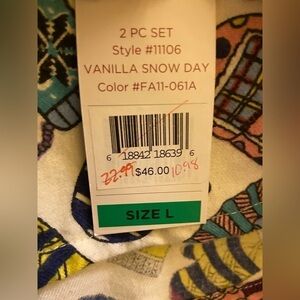 2 PC SET
Style #11106
VANILLA SNOW DAY
Color #FA11-061A
6 18842 18639 6
22.99 $46.00 10.98
SIZE L